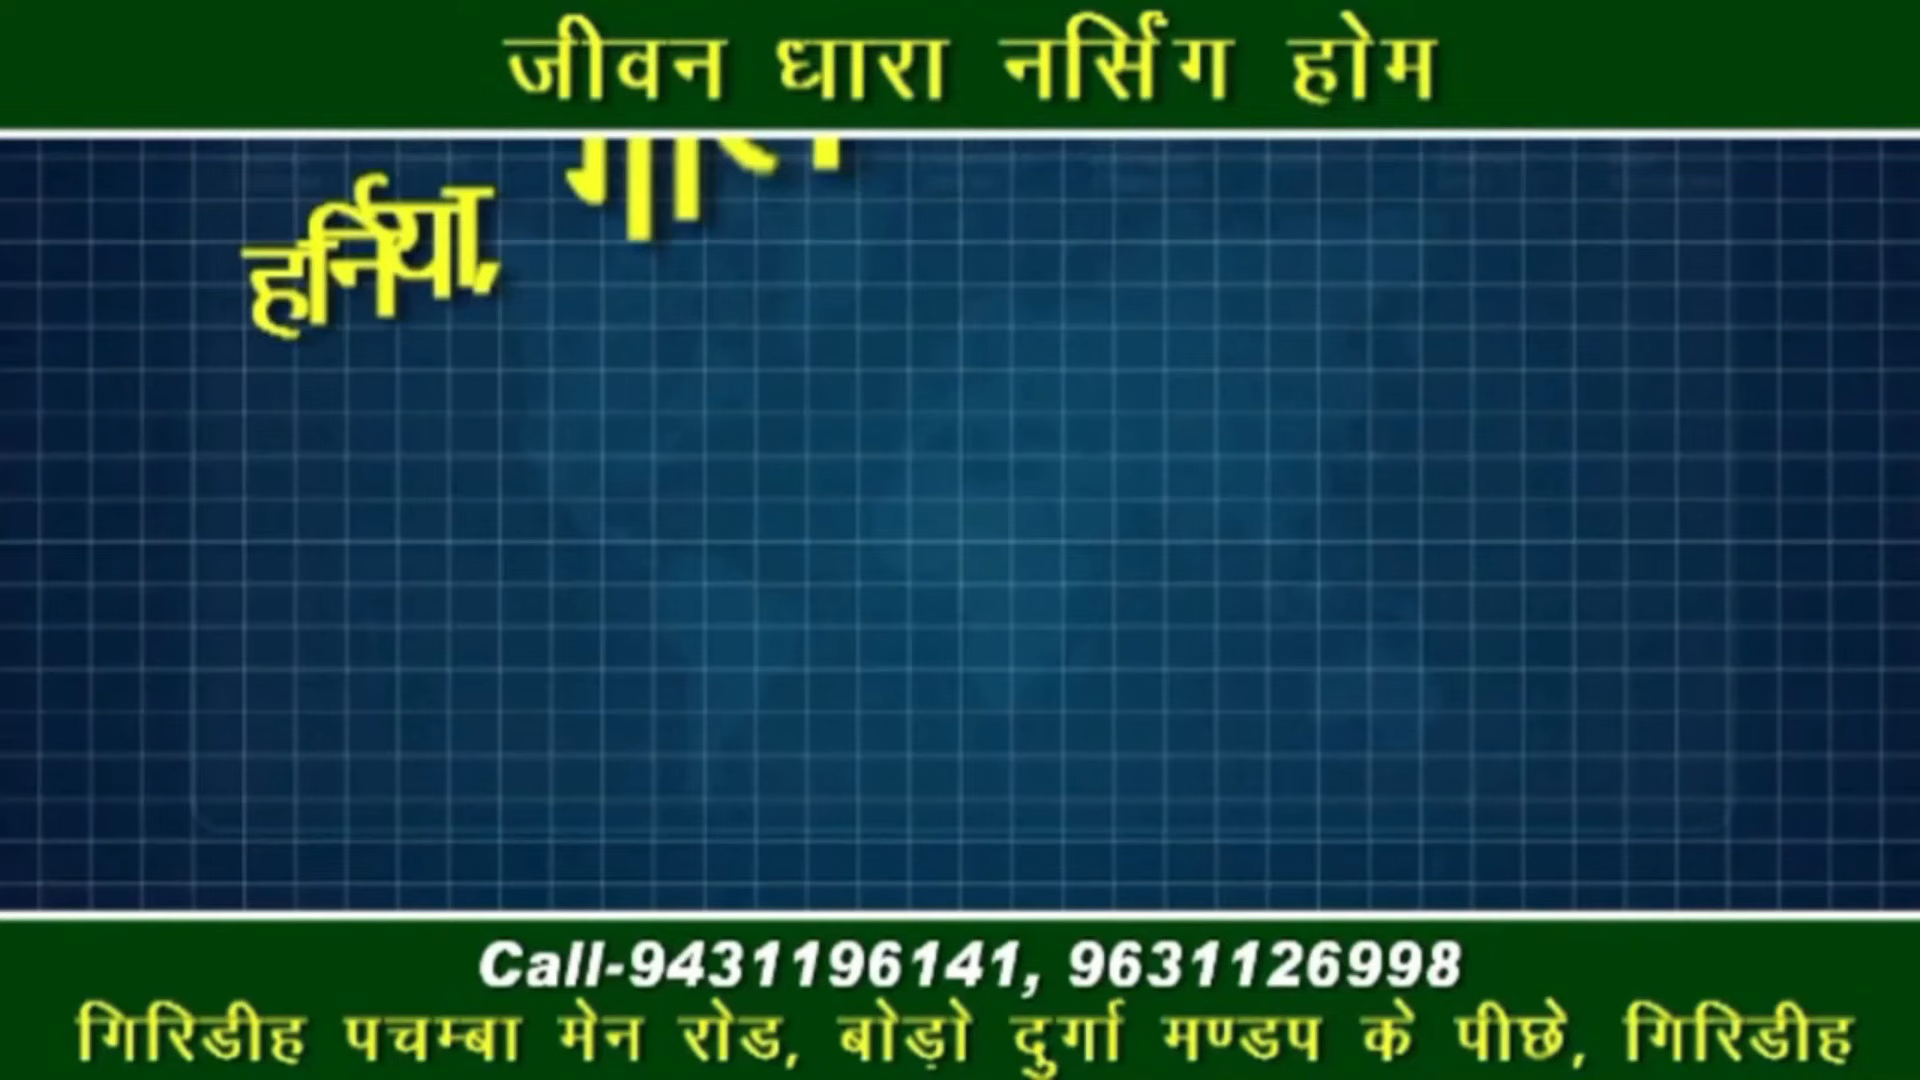 जीवन धारा नर्सिंग होम
हर्नियाँ,
Call-9431196141, 9631126998
गिरिडीह पचम्बा मेन रोड, बोड़ो दुर्गा मण्डप के पीछे, गिरिडीह